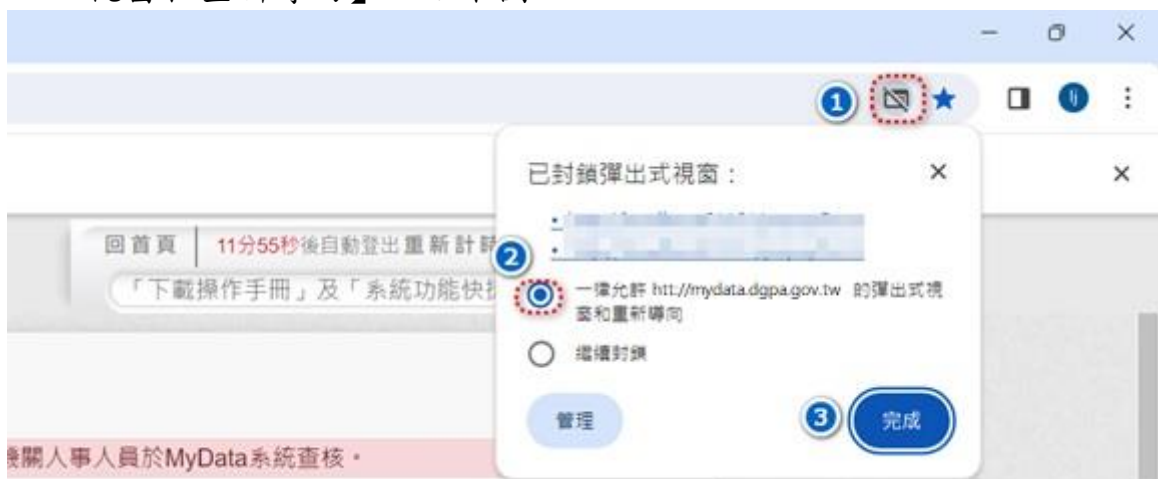 1
已封鎖彈出式視窗：
回首頁 11分55秒後自動登出重新計時
2
「下載操作手冊」及「系統功能快捷
一律允許 htt://mydata.dgpa.gov.tw 的彈出式視
窗和重新導向
繼續封鎖
管理
3
完成
機關人事人員於MyData系統查核。